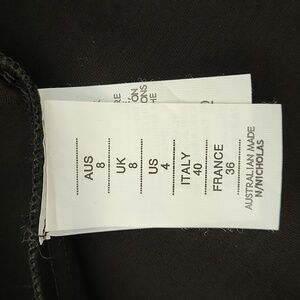 AUS
8
UK
8
US
4
ITALY
40
FRANCE
36
AUSTRALIAN MADE
N/NICHOLAS